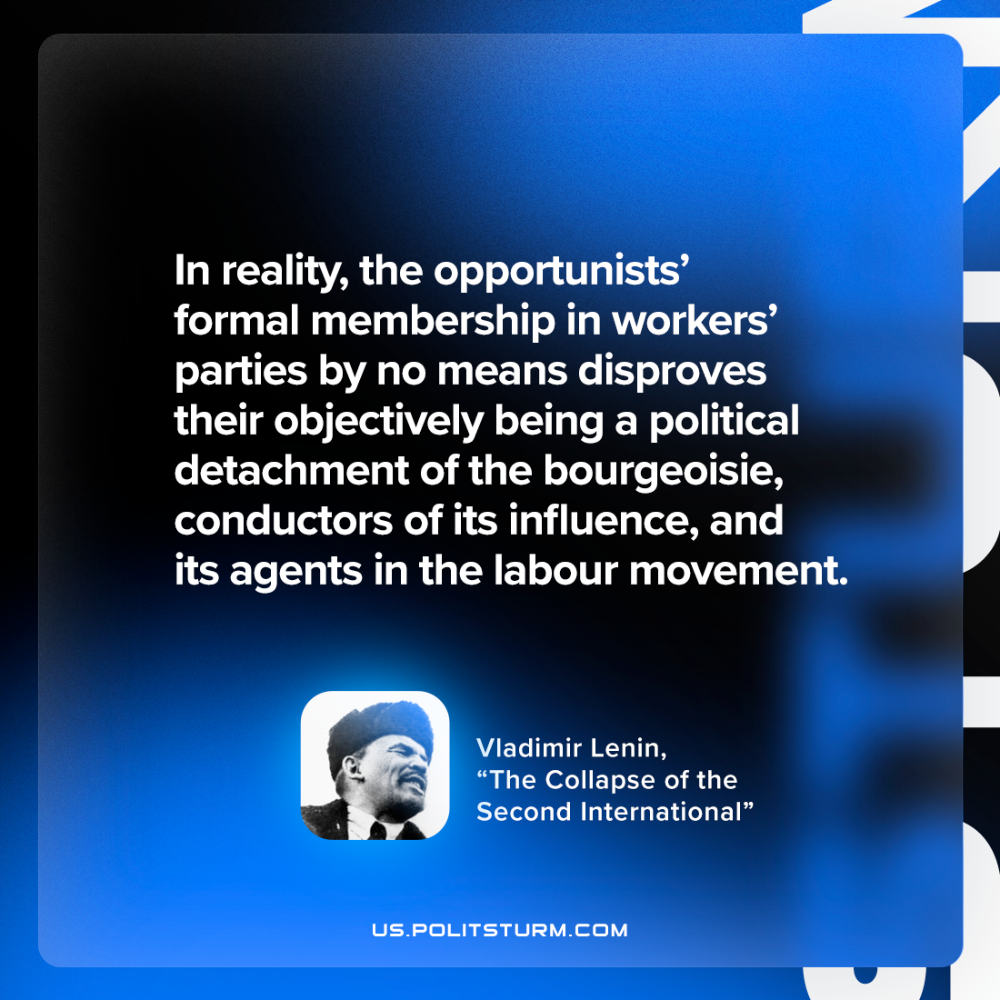 In reality, the opportunists’
formal membership in workers’
parties by no means disproves
their objectively being a political
detachment of the bourgeoisie,
conductors of its influence, and
its agents in the labour movement.
Vladimir Lenin,
“The Collapse of the
Second International”
US.POLITSTURM.COM